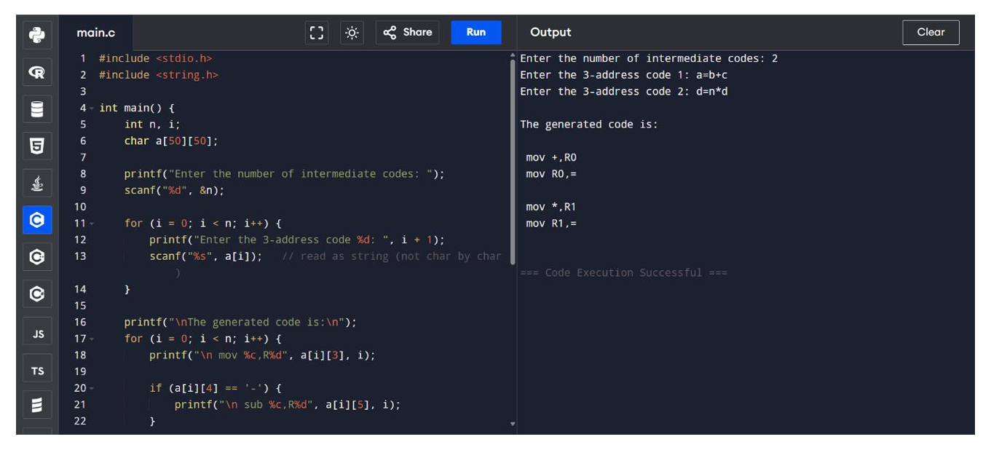 main.c
Share
Run
Output
Clear
1 #include <stdio.h>
2 #include <string.h>
3
4 int main() {
5 int n, i;
6 char a[50][50];
7
8 printf("Enter the number of intermediate codes: ");
9 scanf("%d", &n);
10
11 for (i = 0; i < n; i++) {
12 printf("Enter the 3-address code %d: ", i + 1);
13 scanf("%s", a[i]); // read as string (not char by char
)
14 }
15
16 printf("\nThe generated code is:\n");
17 for (i = 0; i < n; i++) {
18 printf("\n mov %c,R%d", a[i][3], i);
19
20 if (a[i][4] == '-') {
21 printf("\n sub %c,R%d", a[i][5], i);
22 }
Enter the number of intermediate codes: 2
Enter the 3-address code 1: a=b+c
Enter the 3-address code 2: d=n*d
The generated code is:
mov +,R0
mov R0,=
mov *,R1
mov R1,=
=== Code Execution Successful ===
R
5
C
C
C
JS
TS